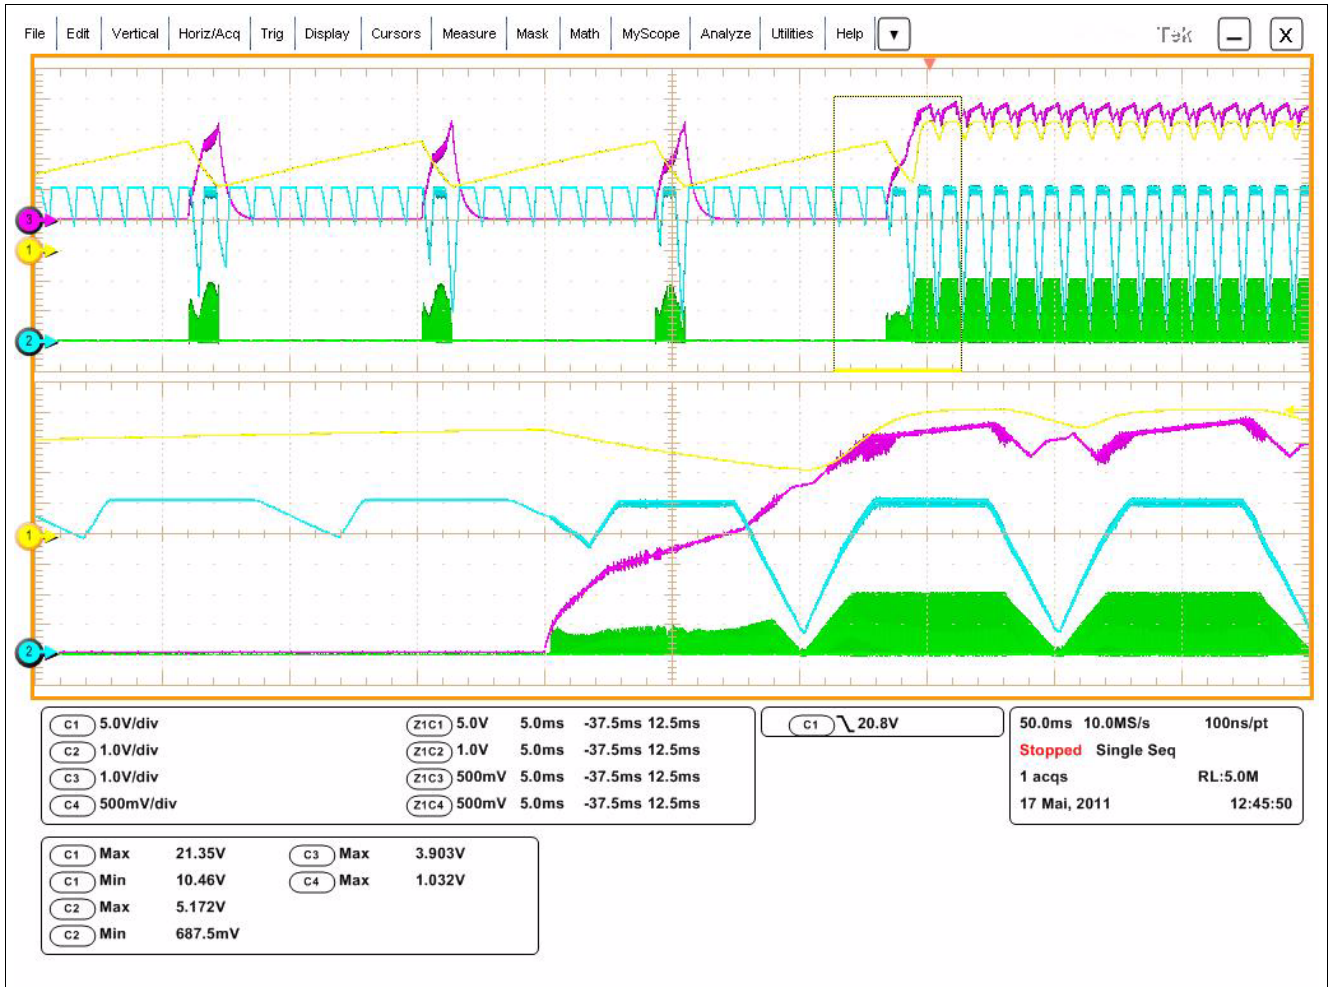 File Edit Vertical Horiz/Acq Trig Display Cursors Measure Mask Math MyScope Analyze Utilities Help Tek X
3
1
2
1
2
C1 5.0V/div Z1C1 5.0V 5.0ms -37.5ms 12.5ms C1 20.8V 50.0ms 10.0MS/s 100ns/pt
C2 1.0V/div Z1C2 1.0V 5.0ms -37.5ms 12.5ms Stopped Single Seq
C3 1.0V/div Z1C3 500mV 5.0ms -37.5ms 12.5ms 1 acqs RL:5.0M
C4 500mV/div Z1C4 500mV 5.0ms -37.5ms 12.5ms 17 Mai, 2011 12:45:50
C1 Max 21.35V C3 Max 3.903V
C1 Min 10.46V C4 Max 1.032V
C2 Max 5.172V
C2 Min 687.5mV